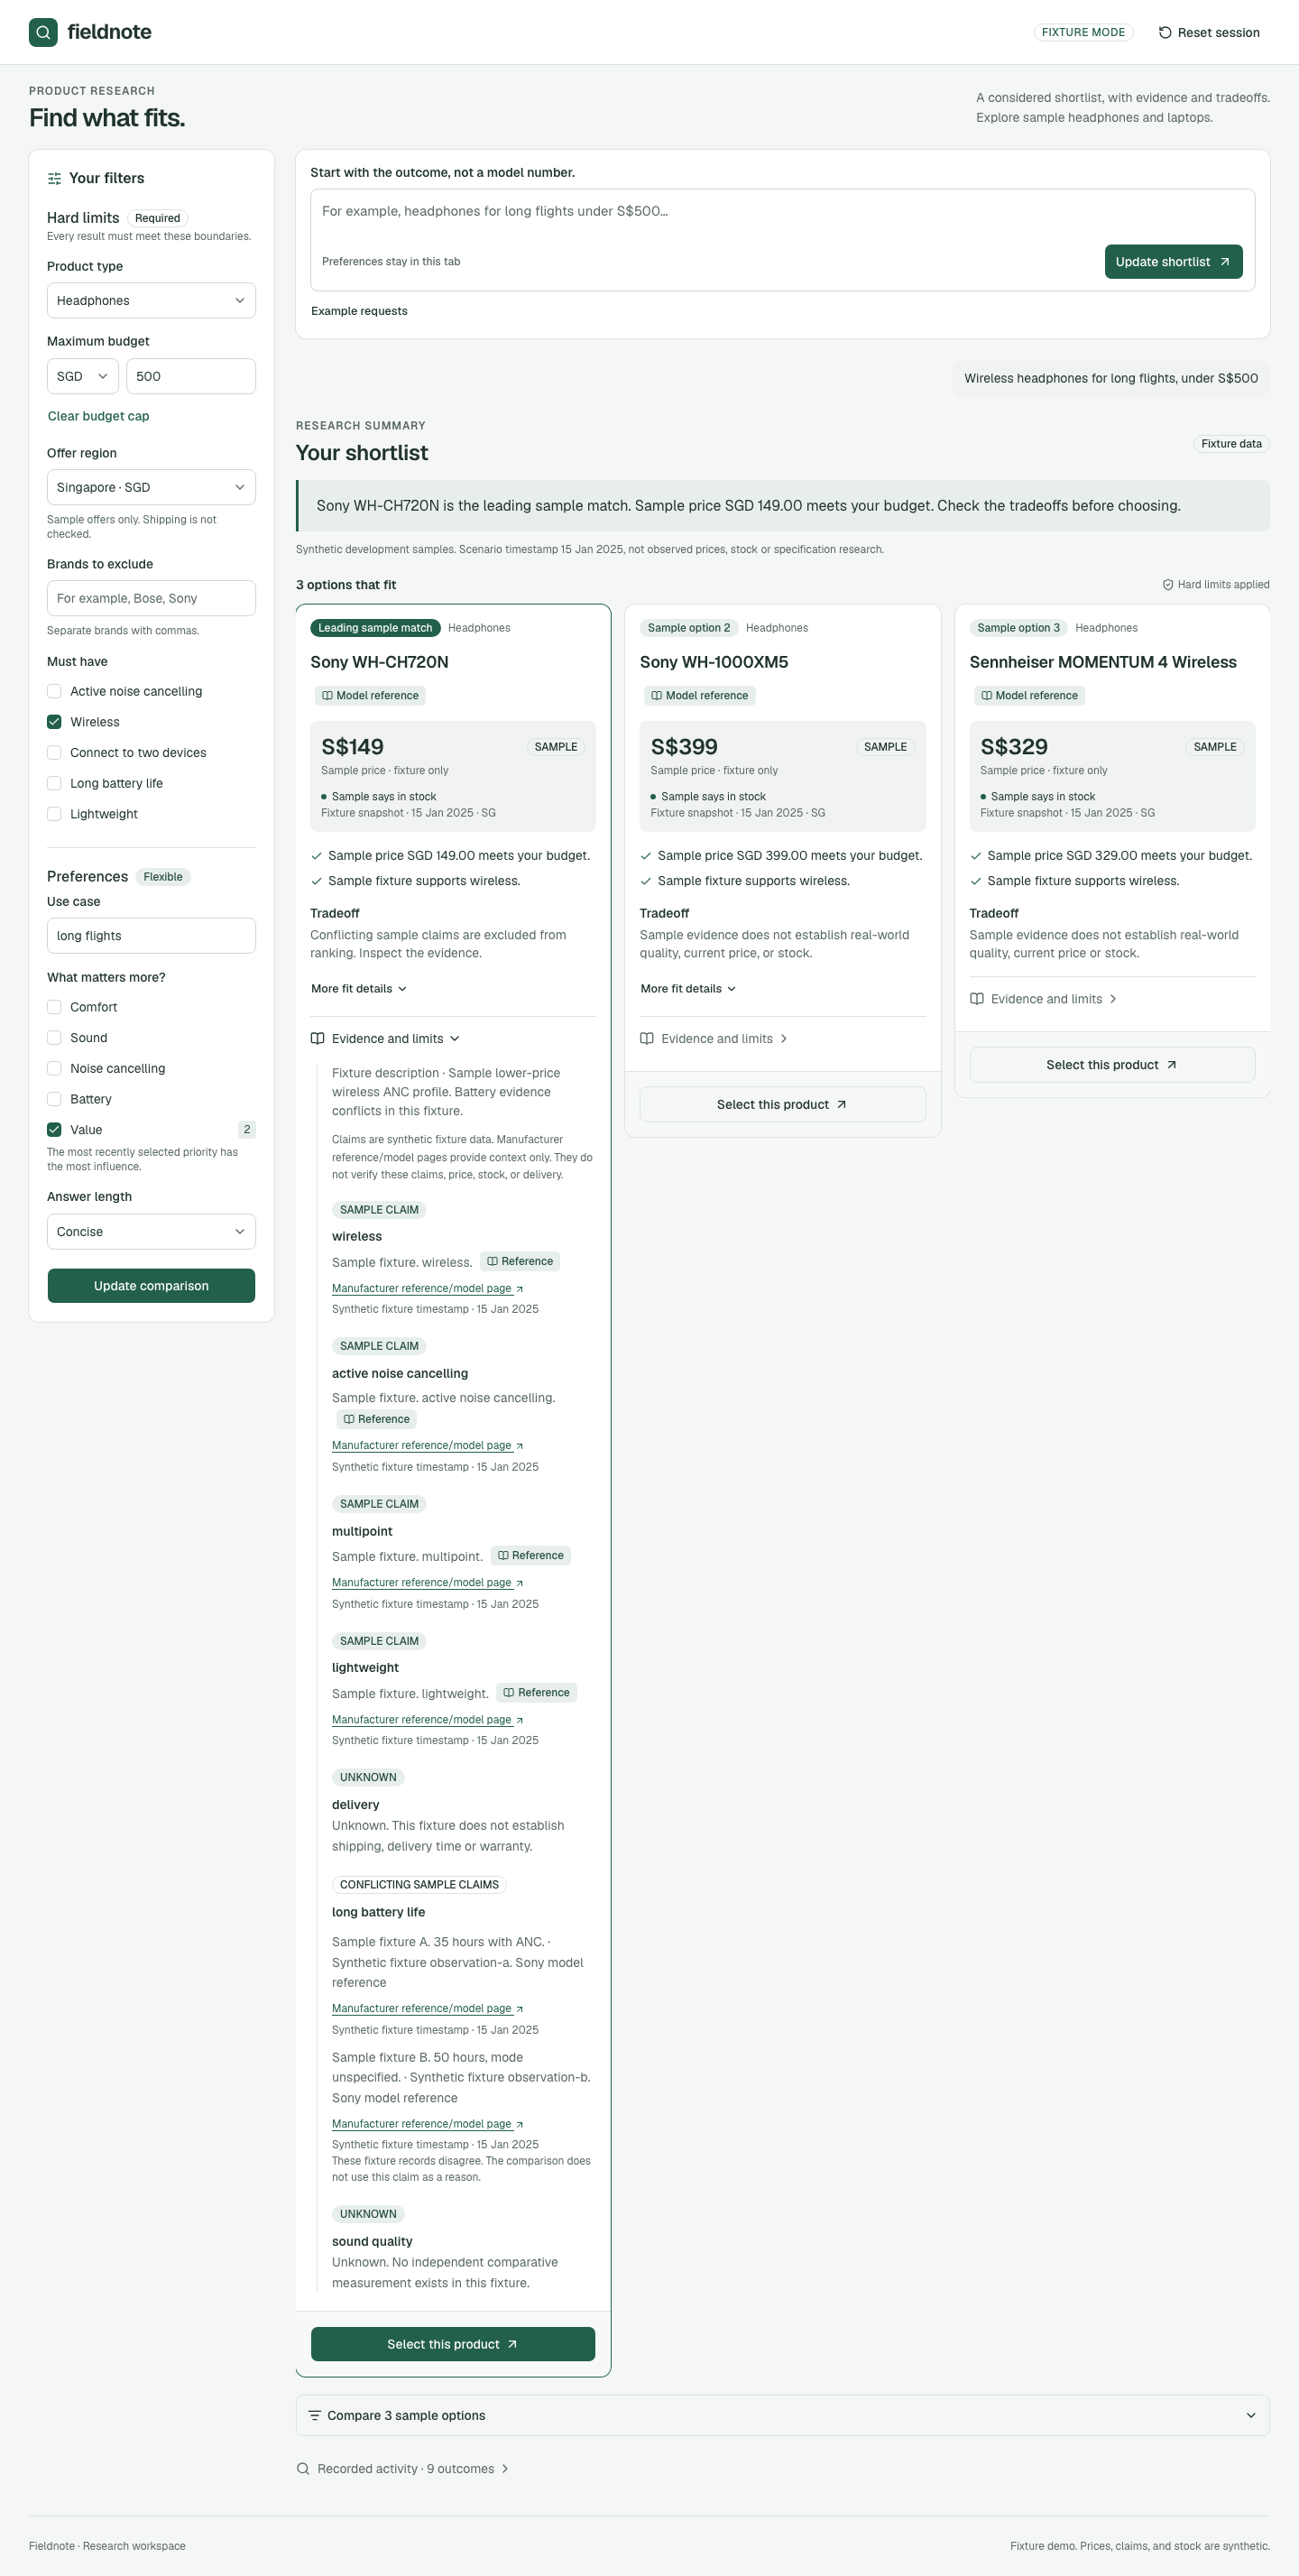 fieldnote
FIXTURE MODE
Reset session
PRODUCT RESEARCH
Find what fits.
A considered shortlist, with evidence and tradeoffs.
Explore sample headphones and laptops.
Your filters
Hard limits
Required
Every result must meet these boundaries.
Product type
Headphones
Maximum budget
SGD
500
Clear budget cap
Offer region
Singapore · SGD
Sample offers only. Shipping is not
checked.
Brands to exclude
For example, Bose, Sony
Separate brands with commas.
Must have
Active noise cancelling
Wireless
Connect to two devices
Long battery life
Lightweight
Preferences
Flexible
Use case
long flights
What matters more?
Comfort
Sound
Noise cancelling
Battery
Value
2
The most recently selected priority has
the most influence.
Answer length
Concise
Update comparison
Start with the outcome, not a model number.
For example, headphones for long flights under S$500…
Preferences stay in this tab
Update shortlist
Example requests
Wireless headphones for long flights, under S$500
RESEARCH SUMMARY
Your shortlist
Fixture data
Sony WH-CH720N is the leading sample match. Sample price SGD 149.00 meets your budget. Check the tradeoffs before choosing.
Synthetic development samples. Scenario timestamp 15 Jan 2025, not observed prices, stock or specification research.
3 options that fit
Hard limits applied
Leading sample match
Headphones
Sony WH-CH720N
Model reference
S$149
SAMPLE
Sample price · fixture only
Sample says in stock
Fixture snapshot · 15 Jan 2025 · SG
Sample price SGD 149.00 meets your budget.
Sample fixture supports wireless.
Tradeoff
Conflicting sample claims are excluded from
ranking. Inspect the evidence.
More fit details
Evidence and limits
Fixture description · Sample lower-price
wireless ANC profile. Battery evidence
conflicts in this fixture.
Claims are synthetic fixture data. Manufacturer
reference/model pages provide context only. They do
not verify these claims, price, stock, or delivery.
SAMPLE CLAIM
wireless
Sample fixture. wireless.
Reference
Manufacturer reference/model page
Synthetic fixture timestamp · 15 Jan 2025
SAMPLE CLAIM
active noise cancelling
Sample fixture. active noise cancelling.
Reference
Manufacturer reference/model page
Synthetic fixture timestamp · 15 Jan 2025
SAMPLE CLAIM
multipoint
Sample fixture. multipoint.
Reference
Manufacturer reference/model page
Synthetic fixture timestamp · 15 Jan 2025
SAMPLE CLAIM
lightweight
Sample fixture. lightweight.
Reference
Manufacturer reference/model page
Synthetic fixture timestamp · 15 Jan 2025
UNKNOWN
delivery
Unknown. This fixture does not establish
shipping, delivery time or warranty.
CONFLICTING SAMPLE CLAIMS
long battery life
Sample fixture A. 35 hours with ANC. ·
Synthetic fixture observation-a. Sony model
reference
Manufacturer reference/model page
Synthetic fixture timestamp · 15 Jan 2025
Sample fixture B. 50 hours, mode
unspecified. · Synthetic fixture observation-b.
Sony model reference
Manufacturer reference/model page
Synthetic fixture timestamp · 15 Jan 2025
These fixture records disagree. The comparison does
not use this claim as a reason.
UNKNOWN
sound quality
Unknown. No independent comparative
measurement exists in this fixture.
Select this product
Sample option 2
Headphones
Sony WH-1000XM5
Model reference
S$399
SAMPLE
Sample price · fixture only
Sample says in stock
Fixture snapshot · 15 Jan 2025 · SG
Sample price SGD 399.00 meets your budget.
Sample fixture supports wireless.
Tradeoff
Sample evidence does not establish real-world
quality, current price, or stock.
More fit details
Evidence and limits
Select this product
Sample option 3
Headphones
Sennheiser MOMENTUM 4 Wireless
Model reference
S$329
SAMPLE
Sample price · fixture only
Sample says in stock
Fixture snapshot · 15 Jan 2025 · SG
Sample price SGD 329.00 meets your budget.
Sample fixture supports wireless.
Tradeoff
Sample evidence does not establish real-world
quality, current price or stock.
Evidence and limits
Select this product
Compare 3 sample options
Recorded activity · 9 outcomes
Fieldnote · Research workspace
Fixture demo. Prices, claims, and stock are synthetic.